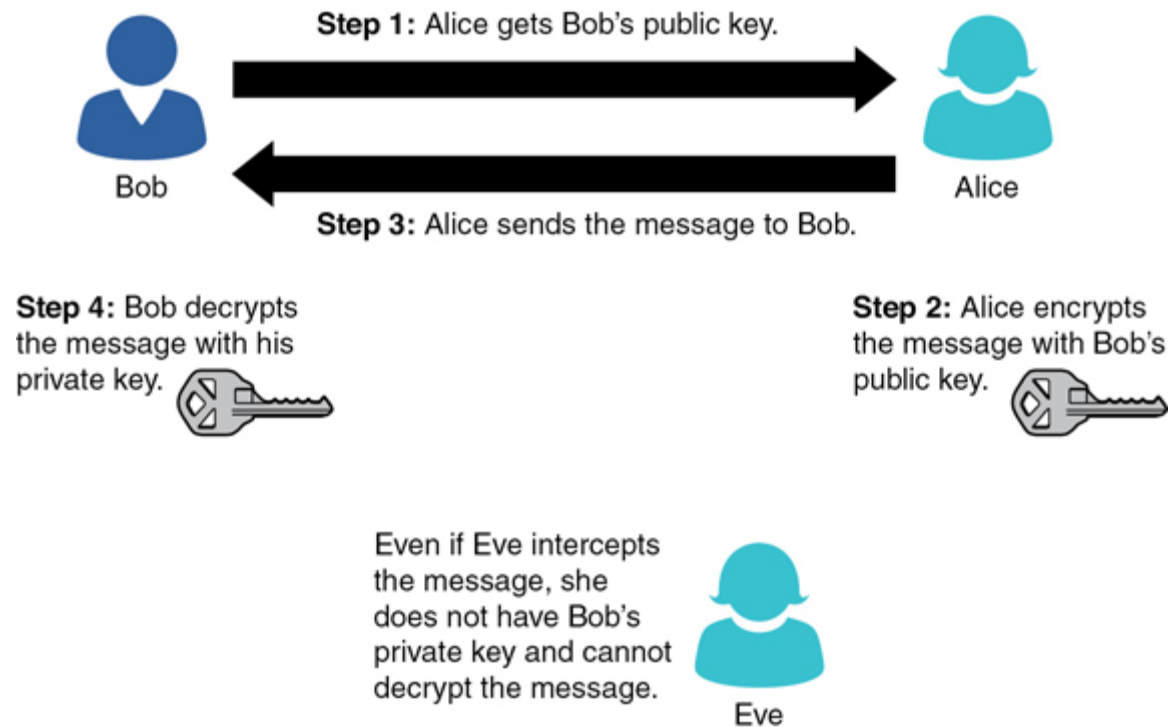 Step 1: Alice gets Bob's public key.
Bob
Alice
Step 3: Alice sends the message to Bob.
Step 4: Bob decrypts
the message with his
private key.
Step 2: Alice encrypts
the message with Bob's
public key.
Even if Eve intercepts
the message, she
does not have Bob's
private key and cannot
decrypt the message.
Eve